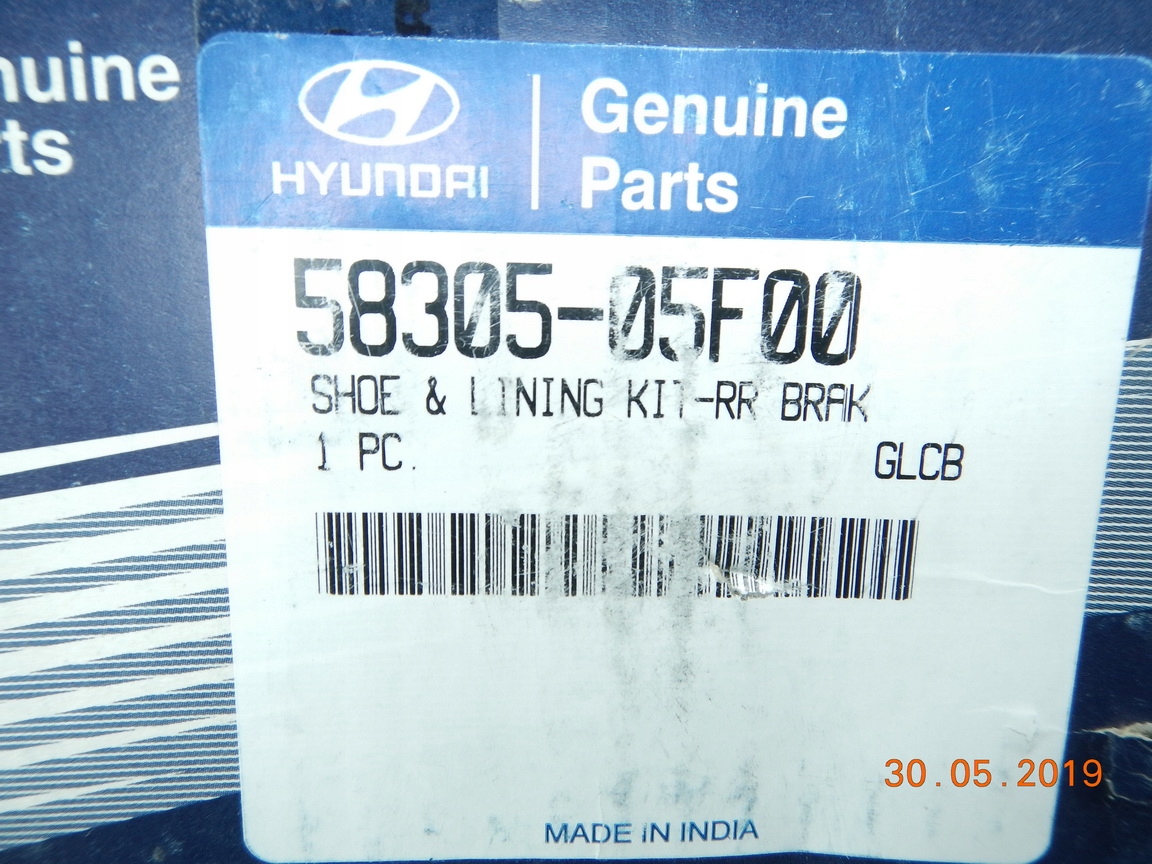 nuine
ts
HYUNDAI
Genuine
Parts
58305-05F00
SHOE & LINING KIT-RR BRAK
1 PC.
GLCB
30.05.2019
MADE IN INDIA